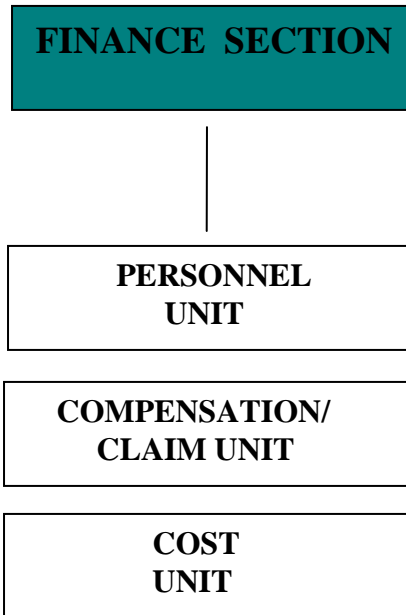 FINANCE SECTION
PERSONNEL
UNIT
COMPENSATION/
CLAIM UNIT
COST
UNIT